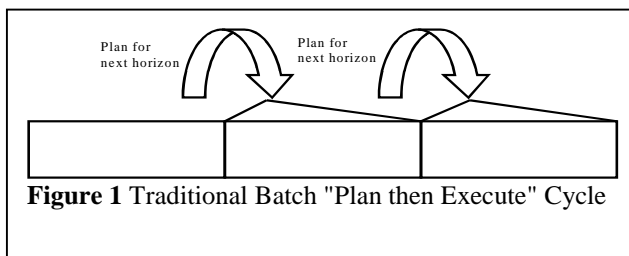 Plan for
next horizon
Plan for
next horizon
Figure 1 Traditional Batch "Plan then Execute" Cycle